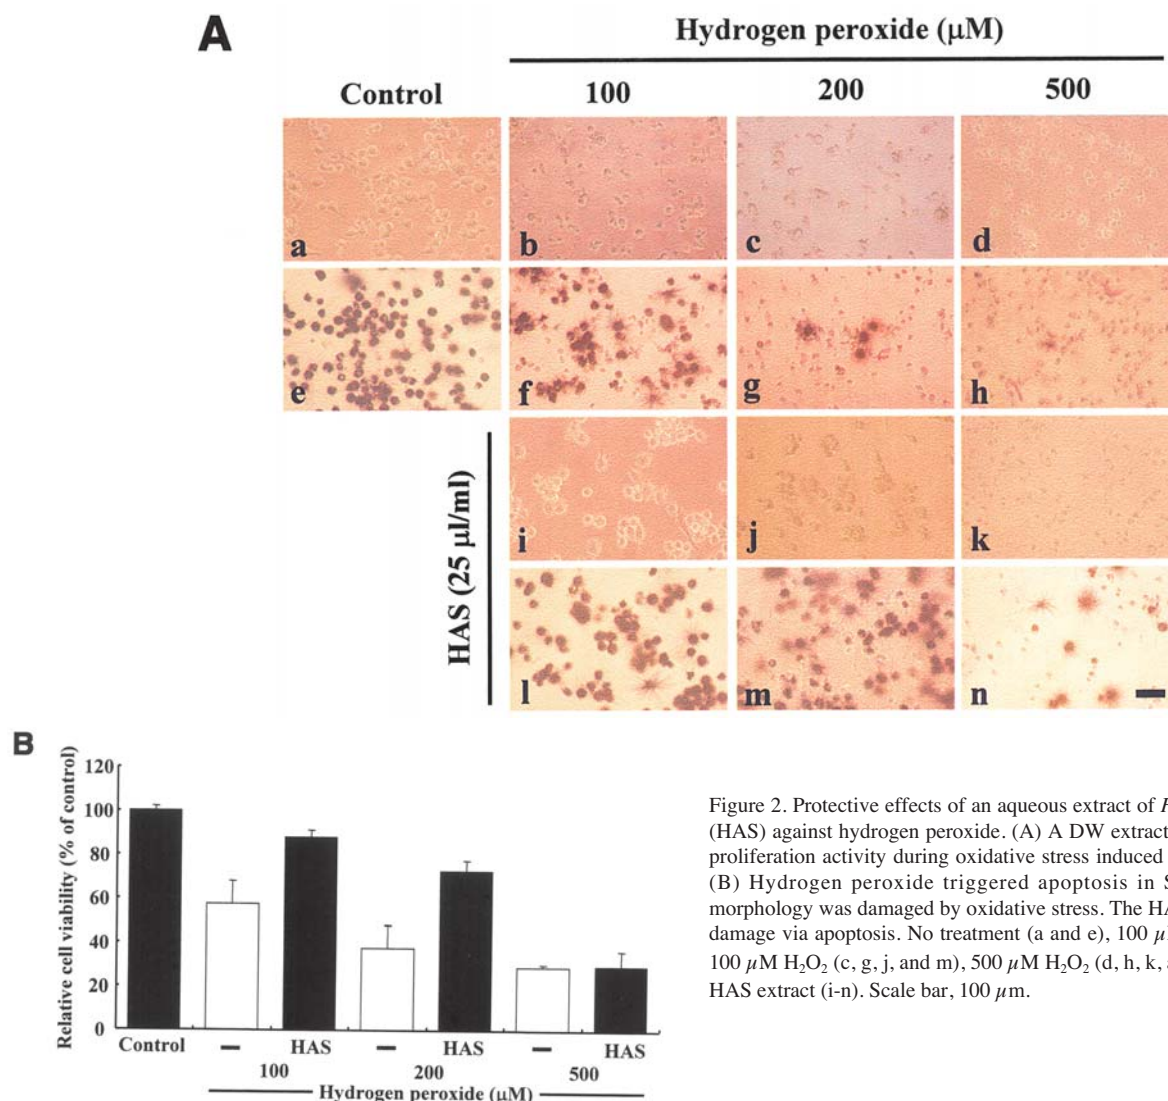 A
Hydrogen peroxide (μM)
Control 100 200 500
a b c d
e f g h
HAS (25 μl/ml)
i j k
l m n
B
Relative cell viability (% of control)
120
100
80
60
40
20
0
Control – HAS – HAS – HAS
100 200 500
Hydrogen peroxide (μM)
Figure 2. Protective effects of an aqueous extract of
(HAS) against hydrogen peroxide. (A) A DW extract
proliferation activity during oxidative stress induced
(B) Hydrogen peroxide triggered apoptosis in
morphology was damaged by oxidative stress. The
damage via apoptosis. No treatment (a and e), 100
100 μM H₂O₂ (c, g, j, and m), 500 μM H₂O₂ (d, h, k,
HAS extract (i-n). Scale bar, 100 μm.